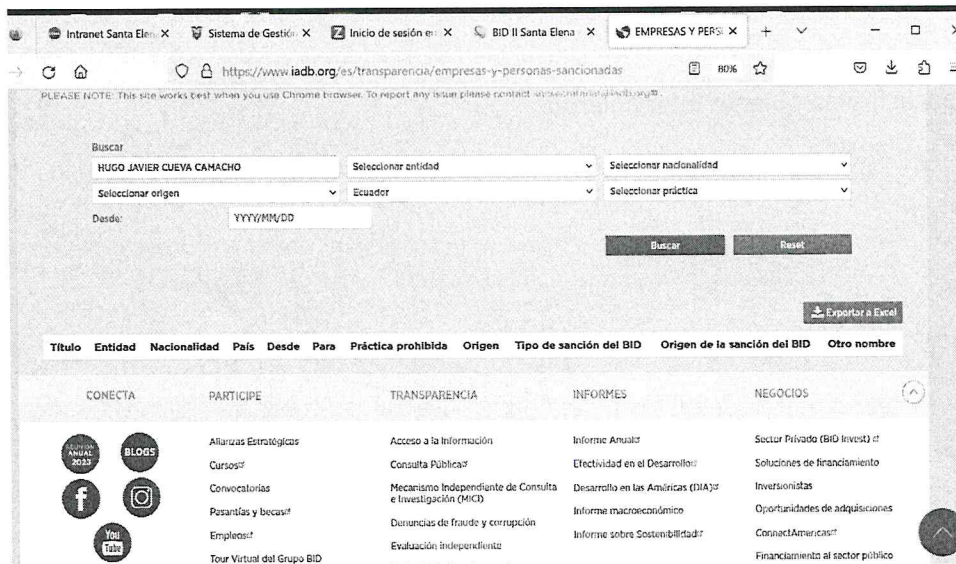 Intranet Santa Elen X Sistema de Gestió X Inicio de sesión e X BID II Santa Elena X EMPRESAS Y PERS X +
https://www.iadb.org/es/transparencia/empresas-y-personas-sancionadas 80%
PLEASE NOTE: This site works best when you use Chrome browser. To report any issue please contact
Buscar
HUGO JAVIER CUEVA CAMACHO Seleccionar entidad Seleccionar nacionalidad
Seleccionar origen Ecuador Seleccionar práctica
Desde: YYYY/MM/DD
Buscar Reset
Exportar a Excel
Título Entidad Nacionalidad País Desde Para Práctica prohibida Origen Tipo de sanción del BID Origen de la sanción del BID Otro nombre
CONECTA PARTICIPE TRANSPARENCIA INFORMES NEGOCIOS
REUNIÓN ANUAL 2023
BLOGS
f
You Tube
Alianzas Estratégicas
Cursos
Convocatorias
Pasantías y becas
Empleos
Tour Virtual del Grupo BID
Acceso a la Información
Consulta Pública
Mecanismo Independiente de Consulta
e Investigación (MICI)
Denuncias de fraude y corrupción
Evaluación independiente
Informe Anual
Efectividad en el Desarrollo
Desarrollo en las Américas (DIA)
Informe macroeconómico
Informe sobre Sostenibilidad
Sector Privado (BID Invest)
Soluciones de financiamiento
Inversionistas
Oportunidades de adquisiciones
ConnectAmericas
Financiamiento al sector público